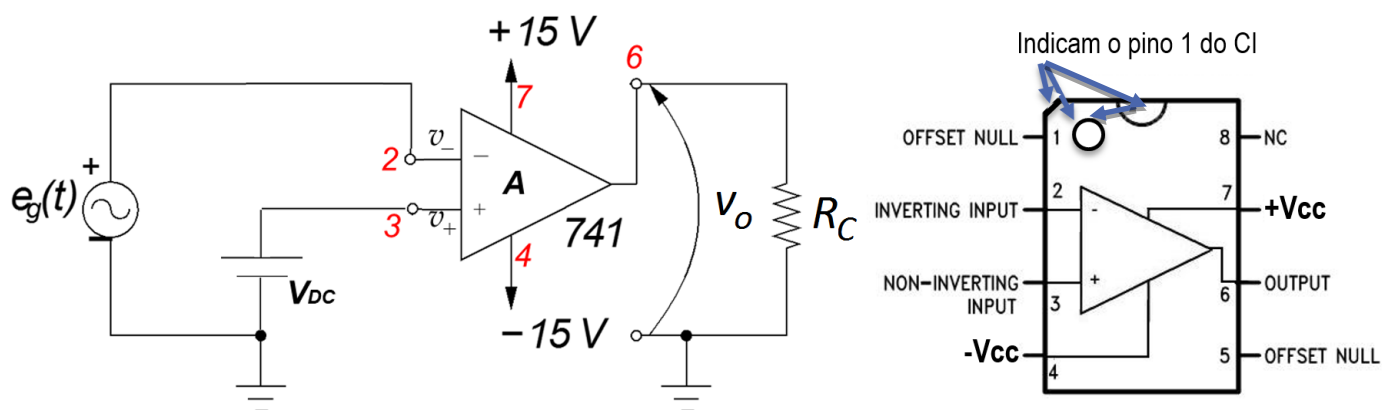 +15 V
7
6
+
e_g(t)
2
v_
−
A
3
v+
+
741
4
V_DC
−15 V
v_o
R_C
Indicam o pino 1 do CI
OFFSET NULL 1
8 NC
INVERTING INPUT 2
-
7 +Vcc
NON-INVERTING
INPUT 3
+
6 OUTPUT
-Vcc 4
5 OFFSET NULL